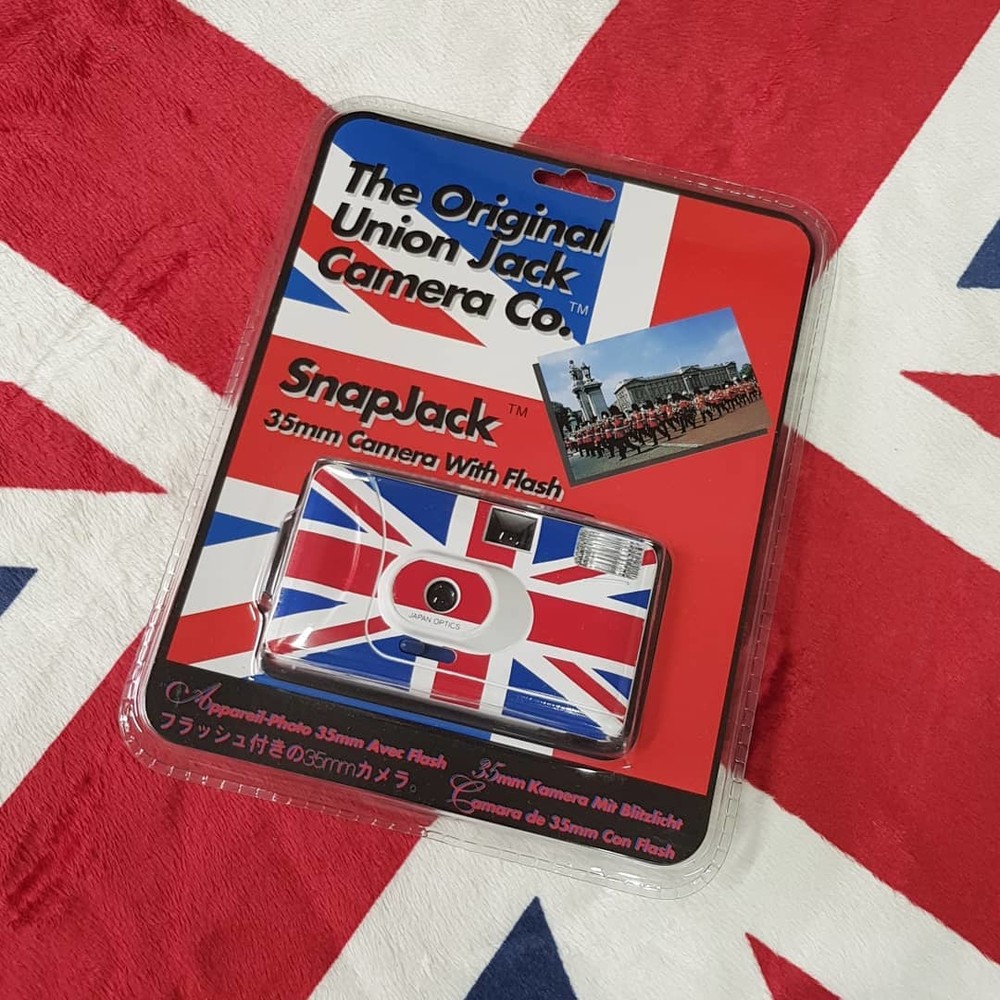 The Original
Union Jack
Camera Co.™
SnapJack™
35mm Camera With Flash
JAPAN OPTICS
Appareil-Photo 35mm Avec Flash
フラッシュ付きの35mmカメラ。
35mm Kamera Mit Blitzlicht
Camara de 35mm Con Flash